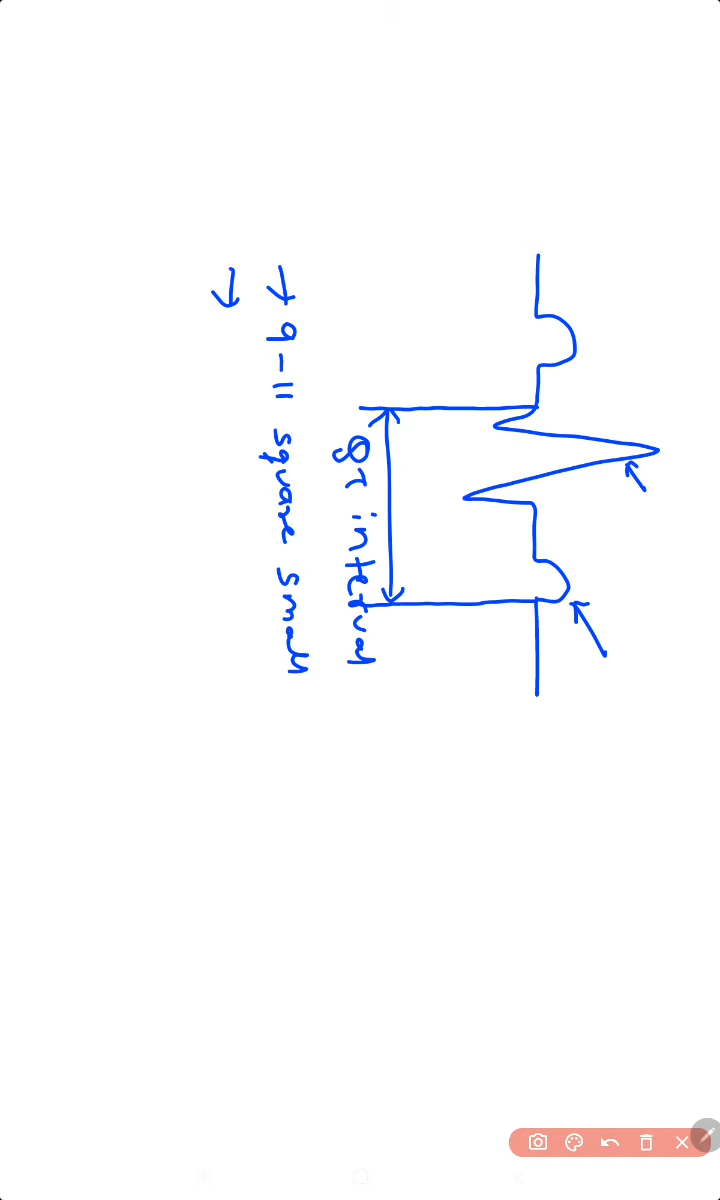 QT interval
→ 9-11 square small
→